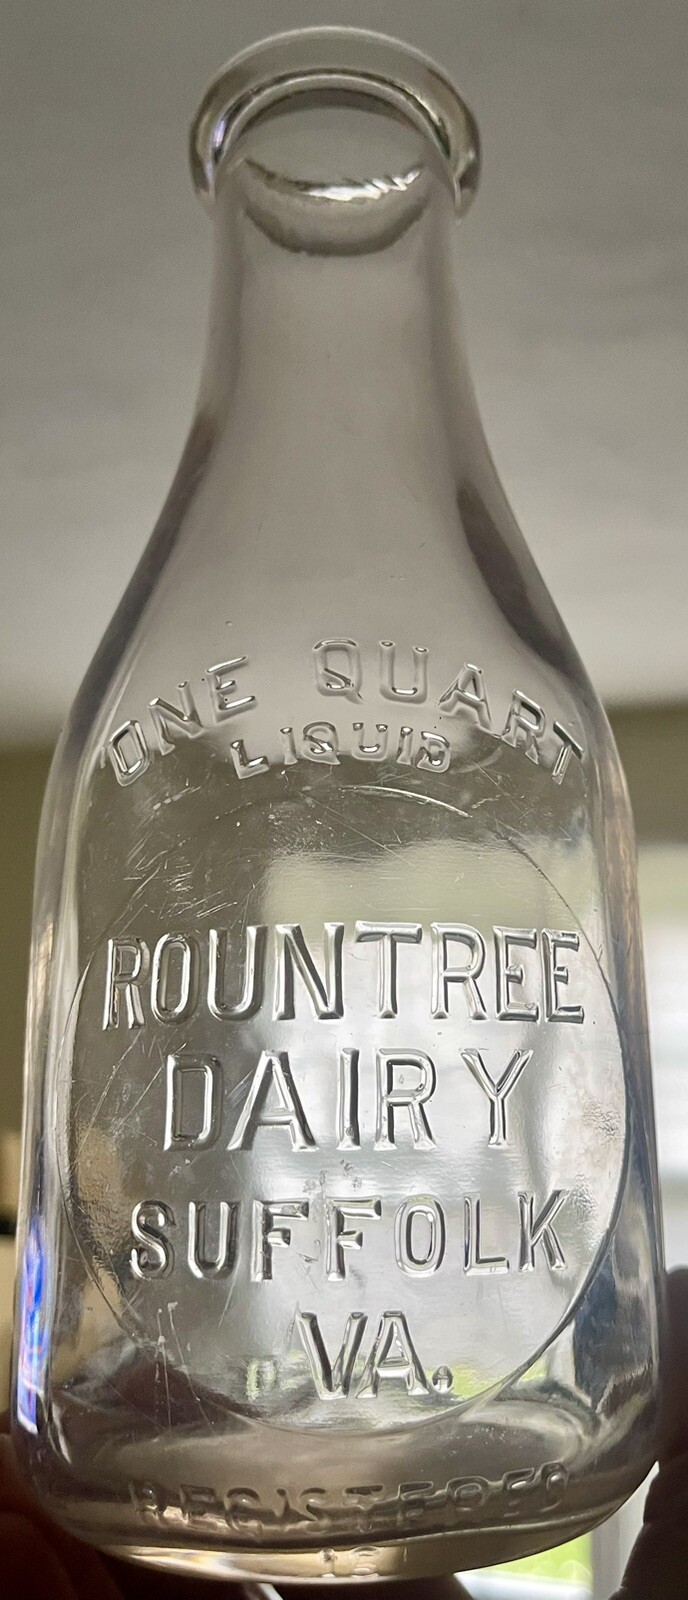 ONE QUART
LIQUID
ROUNTREE
DAIRY
SUFFOLK
VA.
REGISTERED